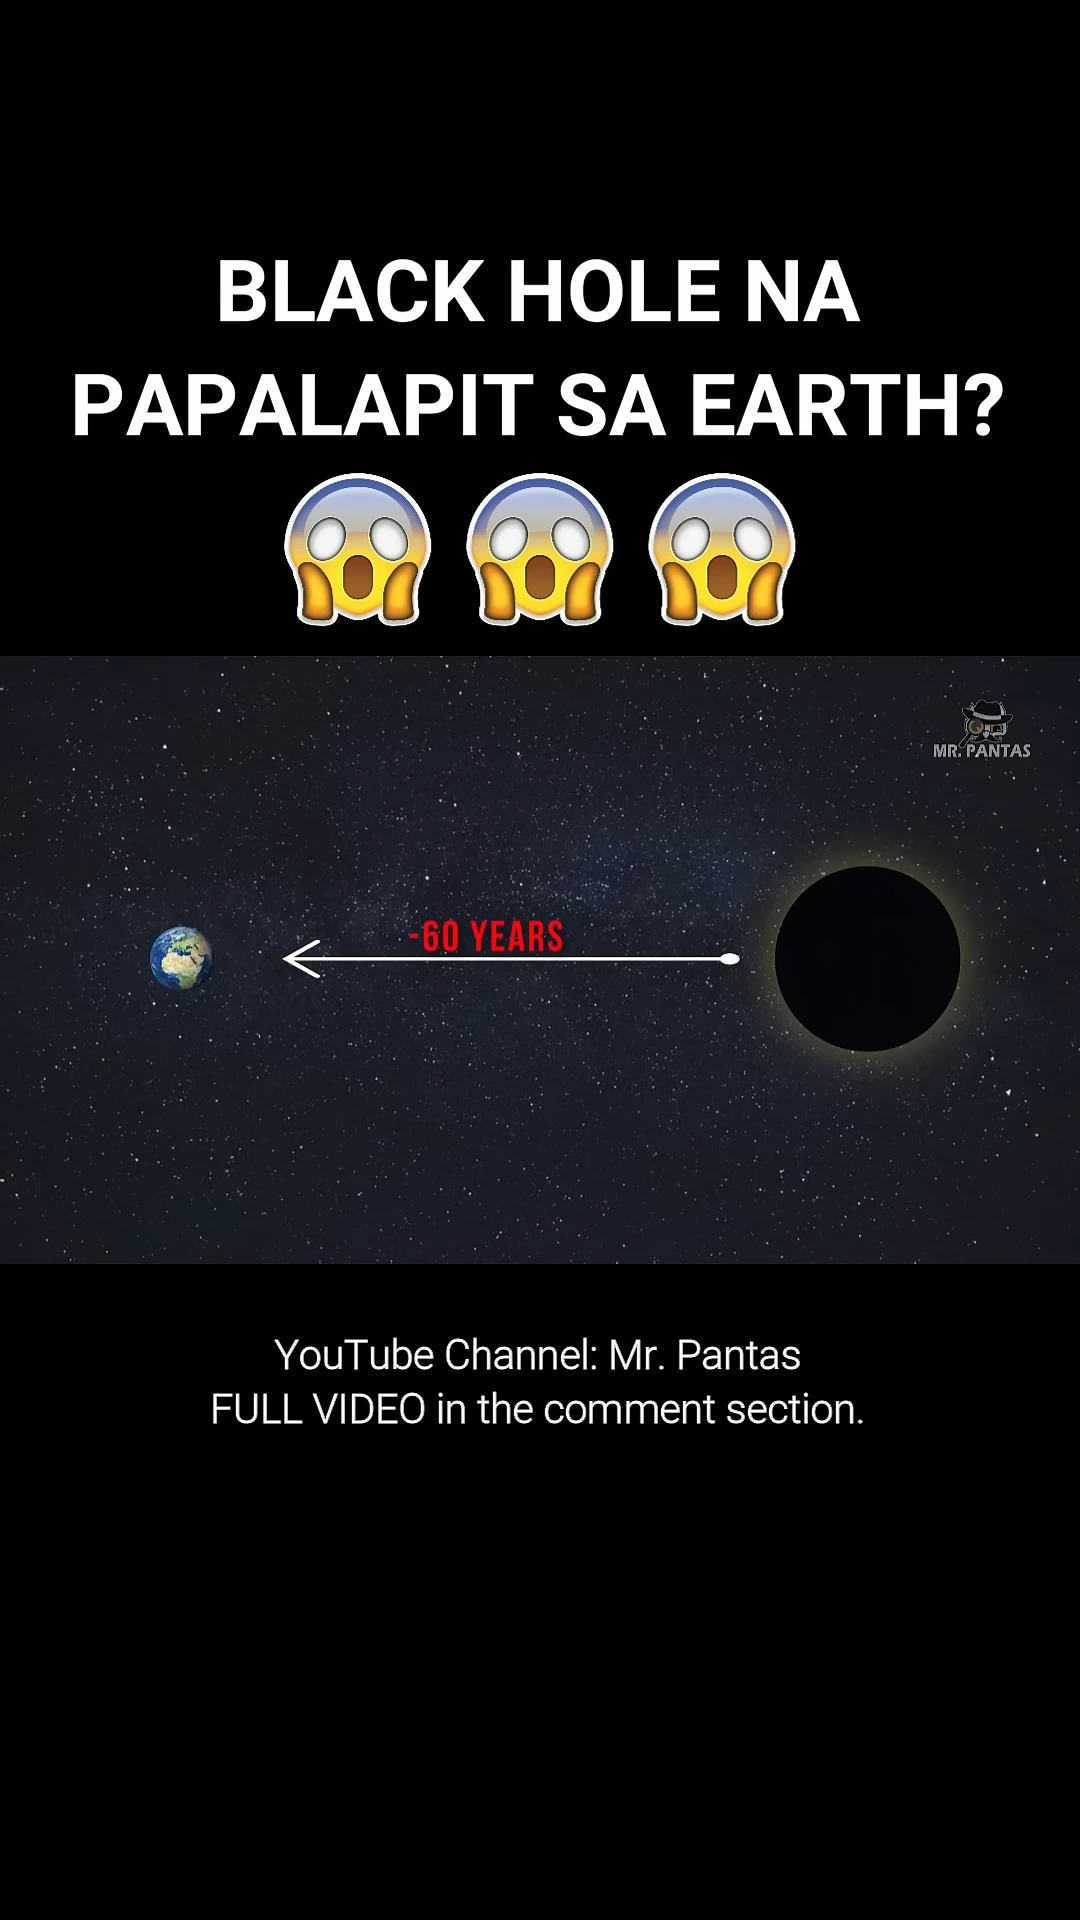 BLACK HOLE NA
PAPALAPIT SA EARTH?
MR. PANTAS
-60 YEARS
YouTube Channel: Mr. Pantas
FULL VIDEO in the comment section.